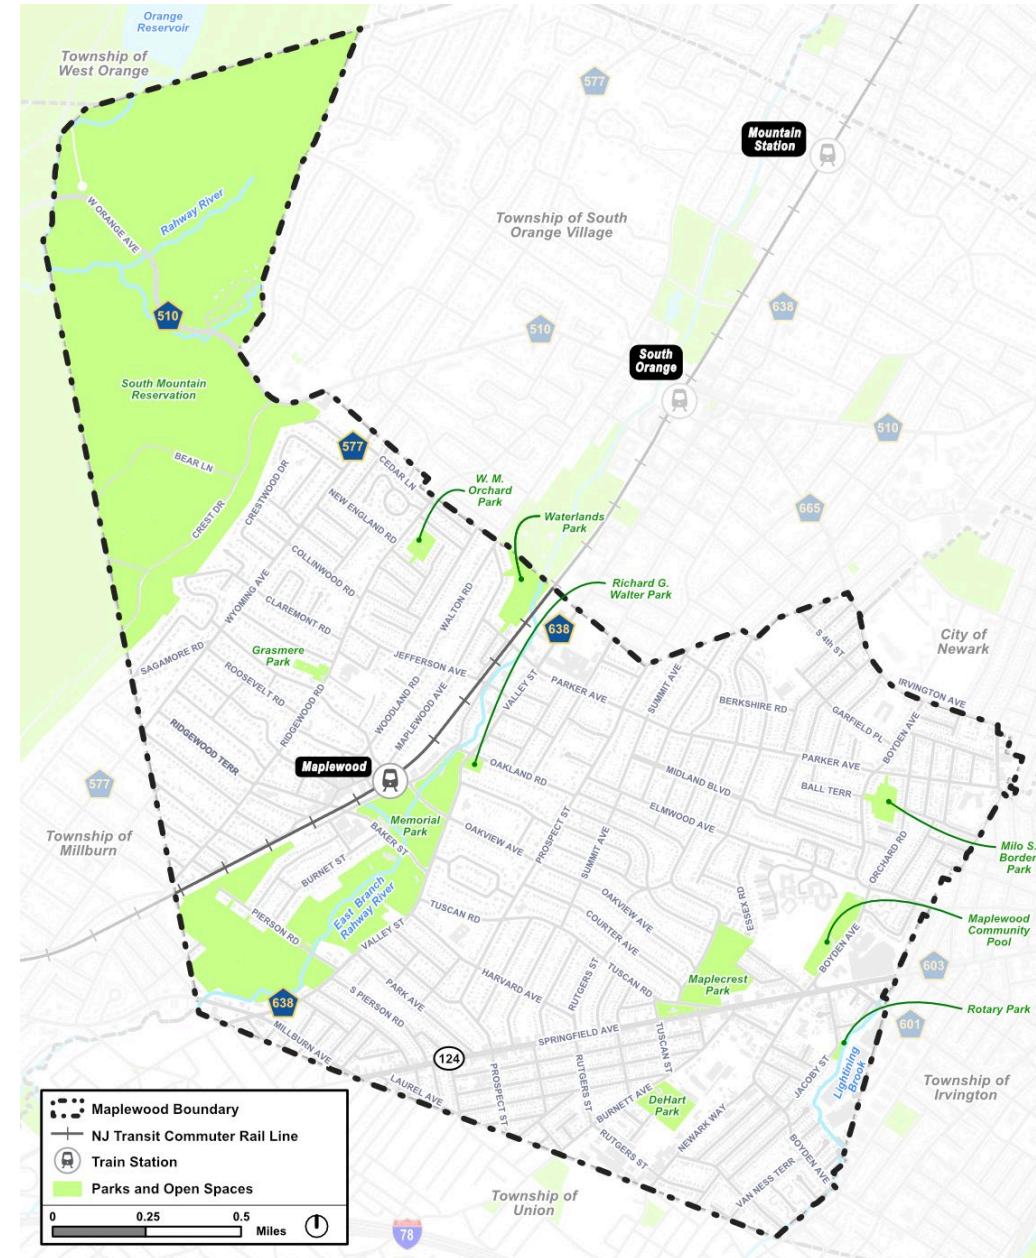 Orange
Reservoir
Township of
West Orange
577
Mountain
Station
W ORANGE AVE
Rahway River
Township of South
Orange Village
510
510
638
South
Orange
South Mountain
Reservation
510
577
BEAR LN
CREST DR
CRESTWOOD DR
CEDAR LN
NEW ENGLAND RD
W. M.
Orchard
Park
Waterlands
Park
665
COLLINWOOD RD
WYOMING AVE
CLAREMONT RD
WALTON RD
Richard G.
Walter Park
638
City of
Newark
SAGAMORE RD
Grasmere
Park
ROOSEVELT RD
RIDGEWOOD RD
JEFFERSON AVE
WOODLAND RD
MAPLEWOOD AVE
VALLEY ST
PARKER AVE
SUMMIT AVE
S 4th ST
BERKSHIRE RD
IRVINGTON AVE
GARFIELD PL
BOYDEN AVE
RIDGEWOOD TERR
577
Maplewood
OAKLAND RD
MIDLAND BLVD
PARKER AVE
BALL TERR
Township of
Millburn
Memorial
Park
BAKER ST
OAKVIEW AVE
PROSPECT ST
SUMMIT AVE
ELMWOOD AVE
ORCHARD RD
Milo S.
Borden
Park
BURNET ST
East Branch
Rahway River
PIERSON RD
VALLEY ST
TUSCAN RD
OAKVIEW AVE
COURTER AVE
ESSEX RD
BOYDEN AVE
Maplewood
Community
Pool
603
638
PARK AVE
S PIERSON RD
HARVARD AVE
RUTGERS ST
TUSCAN RD
Maplecrest
Park
Rotary Park
601
MILLBURN AVE
124
SPRINGFIELD AVE
TUSCAN ST
JACOBY ST
Lightning
Brook
LAUREL AVE
PROSPECT ST
RUTGERS ST
BURNETT AVE
DeHart
Park
NEWARK WAY
Township of
Irvington
RUTGERS ST
BOYDEN AVE
VAN NESS TERR
Township of
Union
78
Maplewood Boundary
NJ Transit Commuter Rail Line
Train Station
Parks and Open Spaces
0 0.25 0.5
Miles